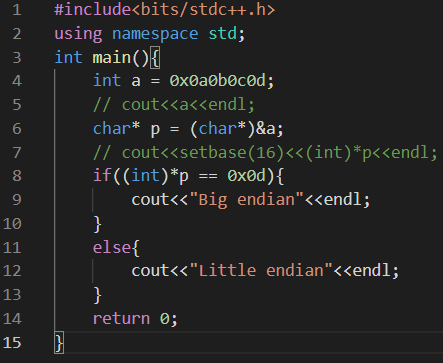 1 #include<bits/stdc++.h>
2 using namespace std;
3 int main(){
4     int a = 0x0a0b0c0d;
5     // cout<<a<<endl;
6     char* p = (char*)&a;
7     // cout<<setbase(16)<<(int)*p<<endl;
8     if((int)*p == 0x0d){
9         cout<<"Big endian"<<endl;
10     }
11     else{
12         cout<<"Little endian"<<endl;
13     }
14     return 0;
15 }